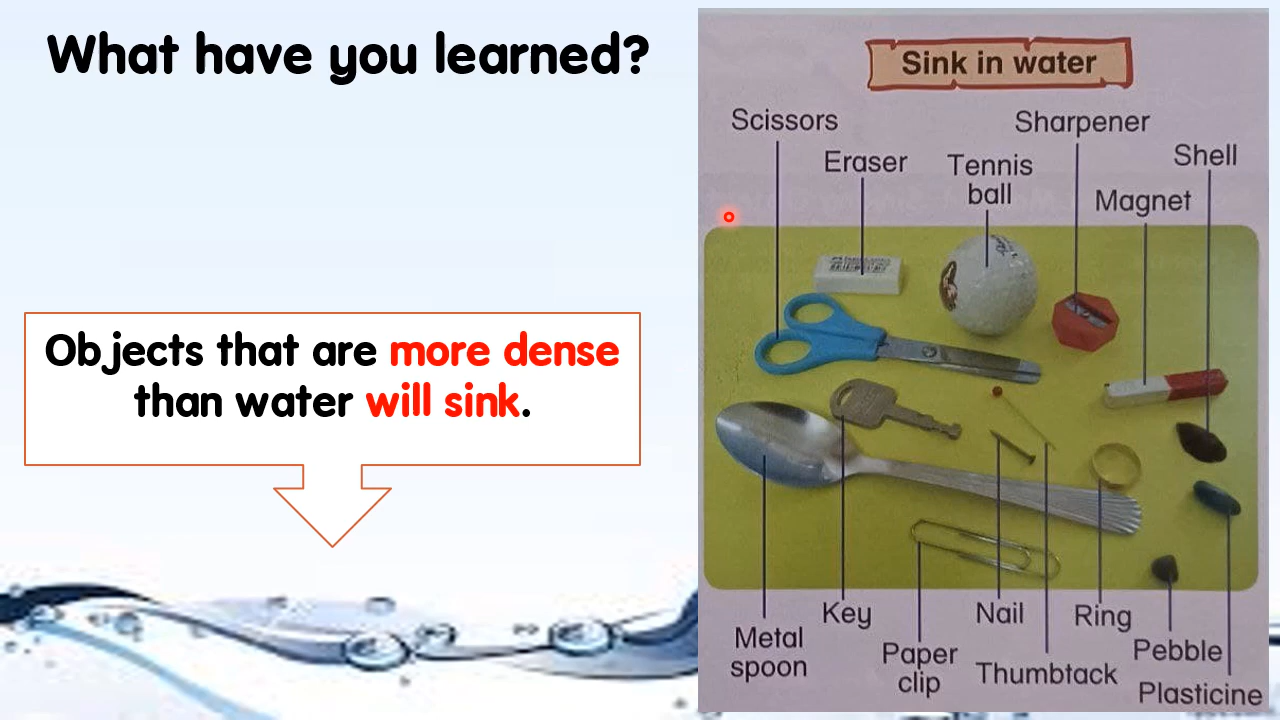 What have you learned?
Objects that are more dense
than water will sink.
Sink in water
Scissors
Sharpener
Eraser
Tennis
ball
Shell
Magnet
Key
Nail
Ring
Metal
spoon
Paper
clip
Thumbtack
Pebble
Plasticine